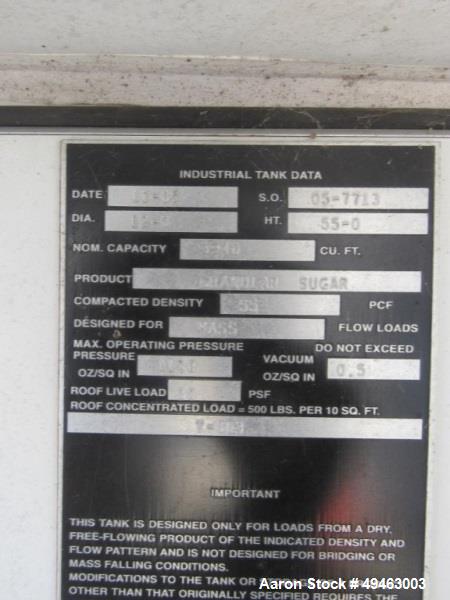 INDUSTRIAL TANK DATA
DATE S.O. 05-7713
DIA. HT. 55-0
NOM. CAPACITY CU. FT.
PRODUCT SUGAR
COMPACTED DENSITY 55 PCF
DESIGNED FOR MASS FLOW LOADS
MAX. OPERATING PRESSURE DO NOT EXCEED
PRESSURE OZ/SQ IN VACUUM OZ/SQ IN 0.5
ROOF LIVE LOAD PSF
ROOF CONCENTRATED LOAD = 500 LBS. PER 10 SQ. FT.
IMPORTANT
THIS TANK IS DESIGNED ONLY FOR LOADS FROM A DRY,
FREE-FLOWING PRODUCT OF THE INDICATED DENSITY AND
FLOW PATTERN AND IS NOT DESIGNED FOR BRIDGING OR
MASS FALLING CONDITIONS.
MODIFICATIONS TO THE TANK OR
OTHER THAN THAT ORIGINALLY SPECIFIED REQUIRES THE
Aaron Stock # 49463003